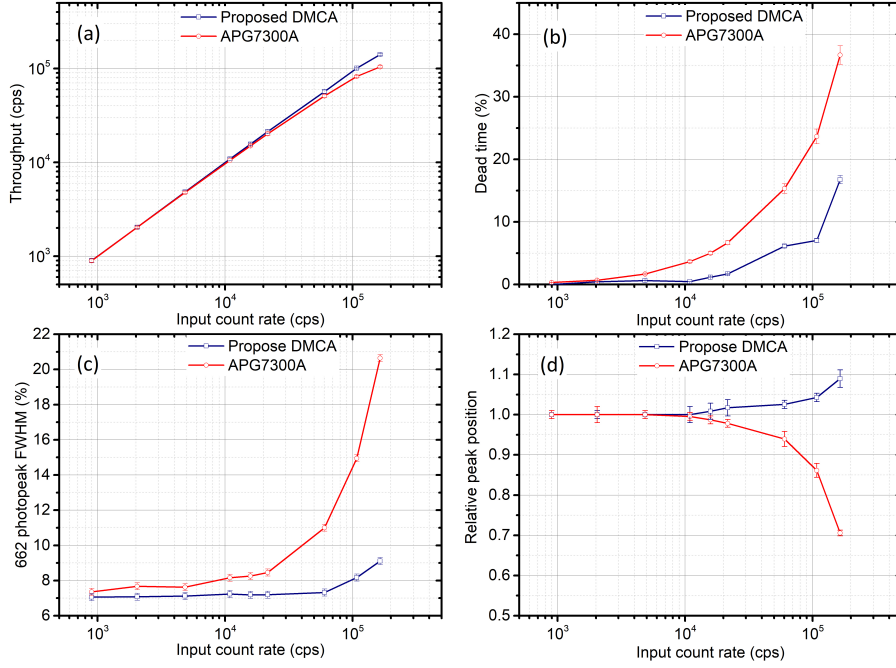 (a)
Proposed DMCA
APG7300A
10^5
10^4
10^3
Throughput (cps)
10^3 10^4 10^5
Input count rate (cps)
(b)
Proposed DMCA
APG7300A
40
30
20
10
0
Dead time (%)
10^3 10^4 10^5
Input count rate (cps)
(c)
Propose DMCA
APG7300A
22
20
18
16
14
12
10
8
6
662 photopeak FWHM (%)
10^3 10^4 10^5
Input count rate (cps)
(d)
Propose DMCA
APG7300A
1.2
1.1
1.0
0.9
0.8
0.7
0.6
0.5
Relative peak position
10^3 10^4 10^5
Input count rate (cps)